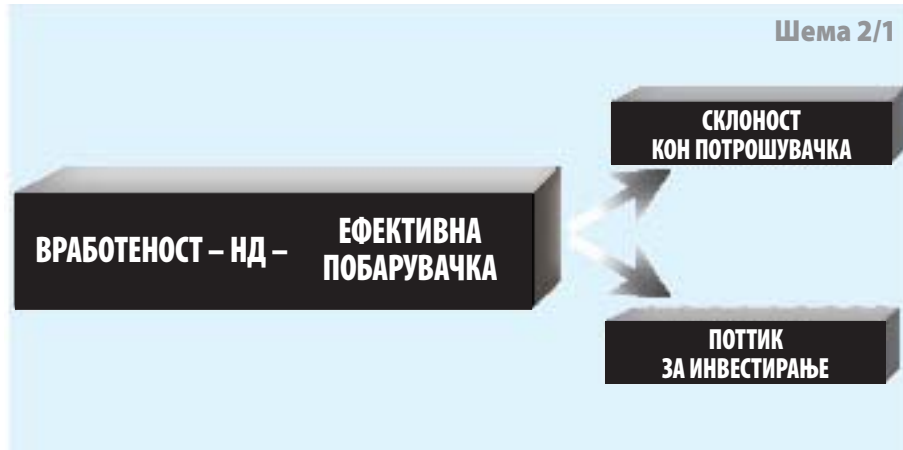 Шема 2/1
СКЛОНОСТ
КОН ПОТРОШУВАЧКА
ВРАБОТЕНОСТ – НД –
ЕФЕКТИВНА
ПОБАРУВАЧКА
ПОТТИК
ЗА ИНВЕСТИРАЊЕ